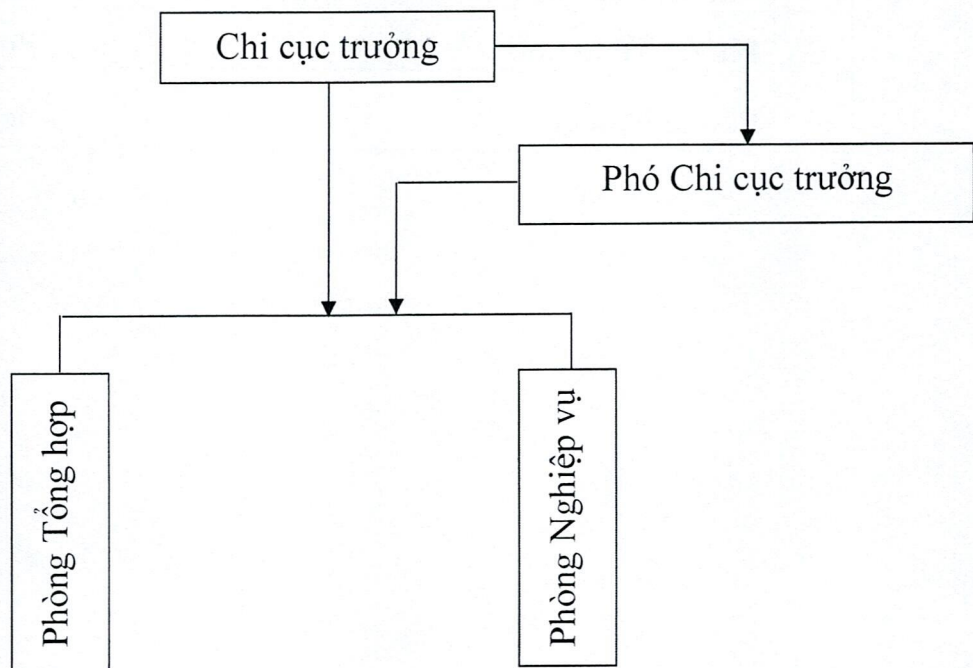 Chi cục trưởng
Phó Chi cục trưởng
Phòng Tổng hợp
Phòng Nghiệp vụ